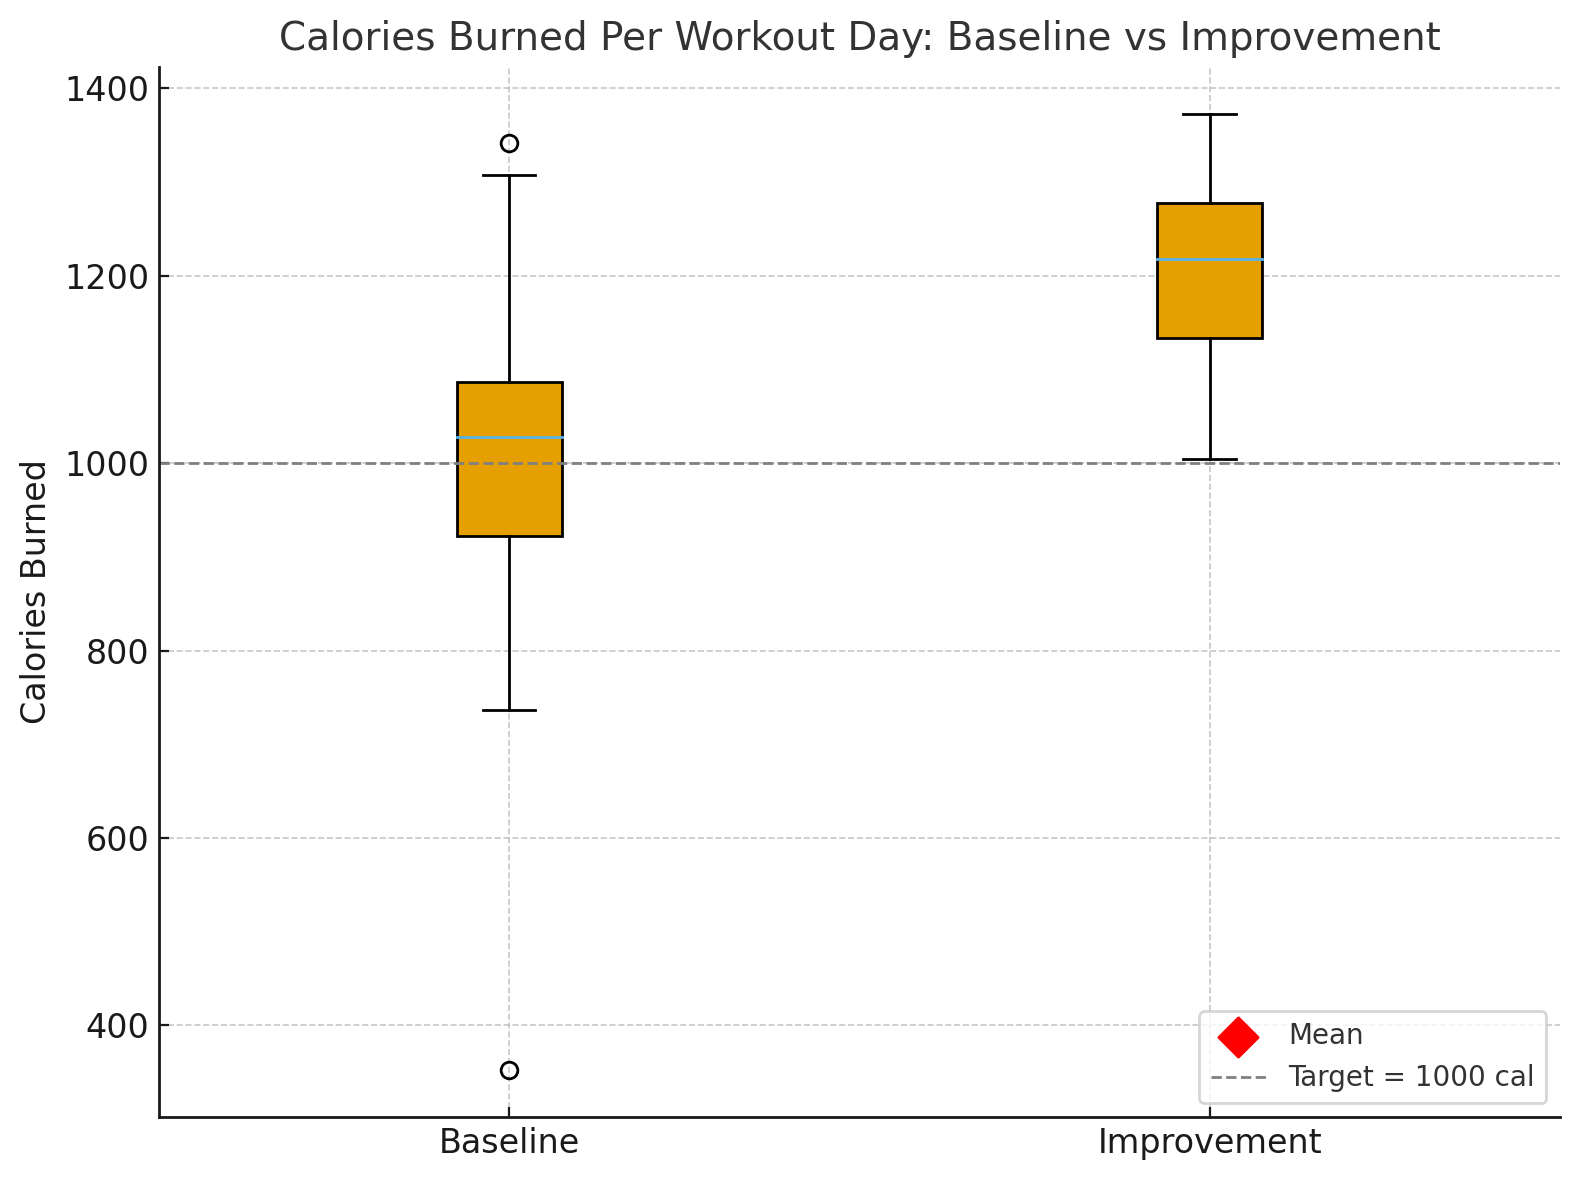 Calories Burned Per Workout Day: Baseline vs Improvement
1400
1200
1000
800
600
400
Calories Burned
Baseline
Improvement
Mean
Target = 1000 cal